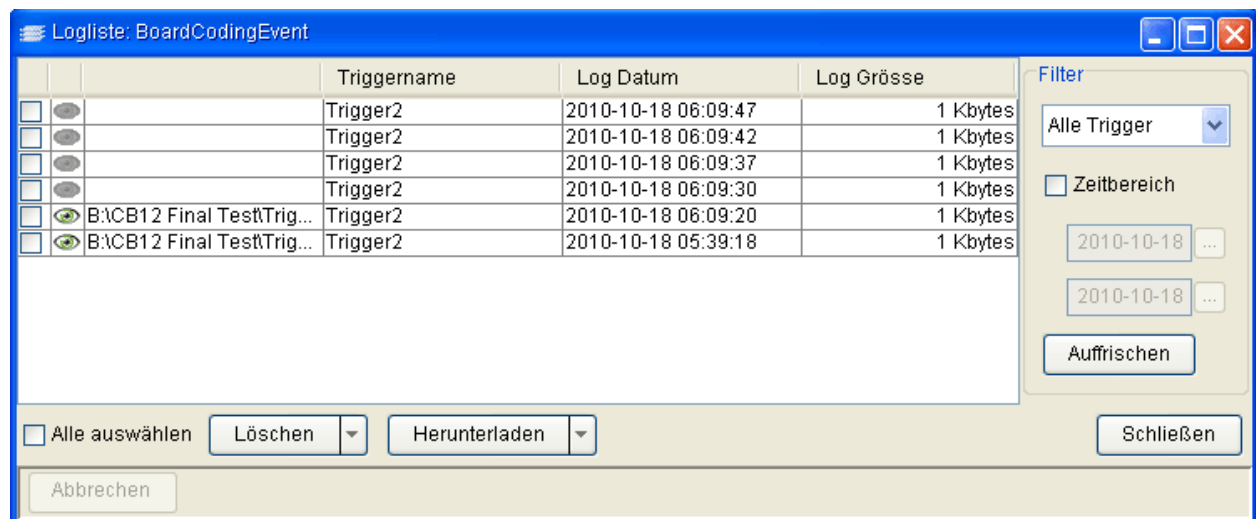 Logliste: BoardCodingEvent
Triggername Log Datum Log Grösse
Trigger2 2010-10-18 06:09:47 1 Kbytes
Trigger2 2010-10-18 06:09:42 1 Kbytes
Trigger2 2010-10-18 06:09:37 1 Kbytes
Trigger2 2010-10-18 06:09:30 1 Kbytes
B:\CB12 Final Test\Trig... Trigger2 2010-10-18 06:09:20 1 Kbytes
B:\CB12 Final Test\Trig... Trigger2 2010-10-18 05:39:18 1 Kbytes
Filter
Alle Trigger
Zeitbereich
2010-10-18 ...
2010-10-18 ...
Auffrischen
Alle auswählen Löschen Herunterladen Schließen
Abbrechen